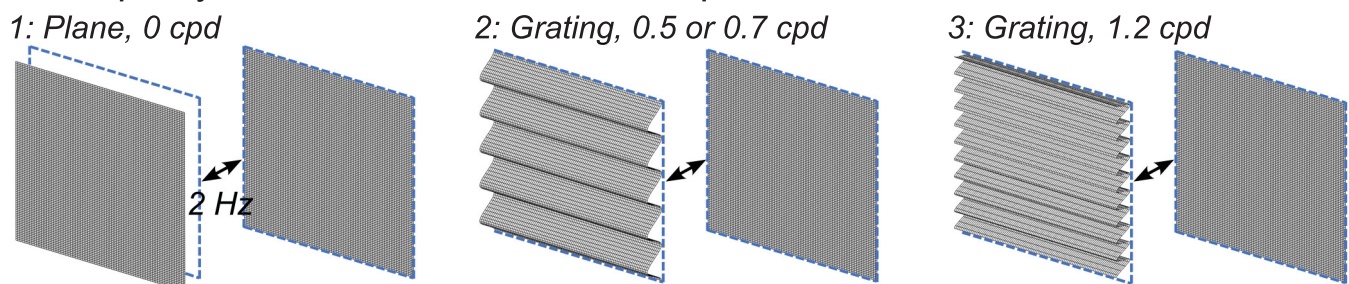 1: Plane, 0 cpd
2: Grating, 0.5 or 0.7 cpd
3: Grating, 1.2 cpd
2 Hz